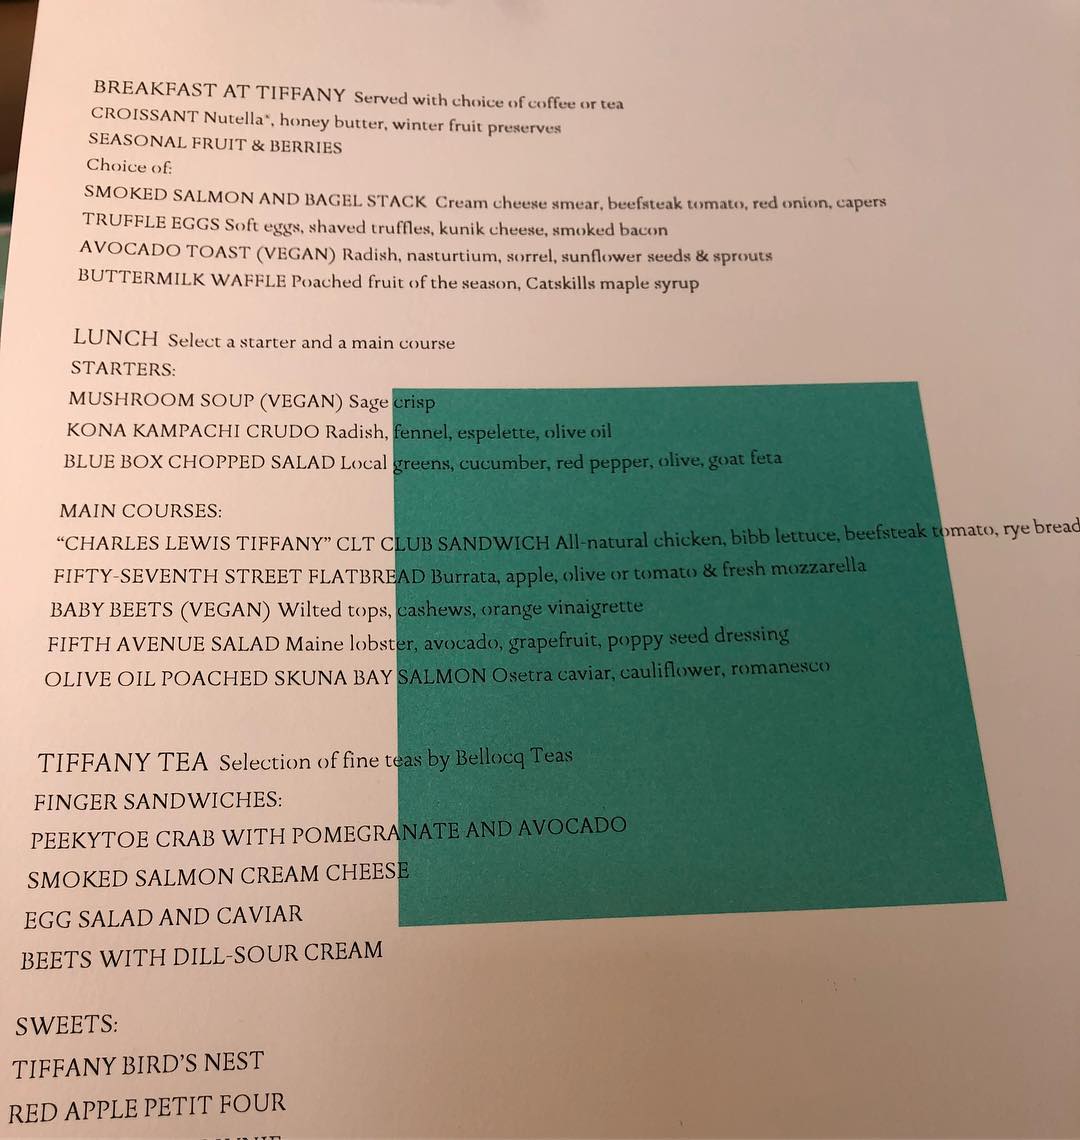 BREAKFAST AT TIFFANY Served with choice of coffee or tea
CROISSANT Nutella*, honey butter, winter fruit preserves
SEASONAL FRUIT & BERRIES
Choice of:
SMOKED SALMON AND BAGEL STACK Cream cheese smear, beefsteak tomato, red onion, capers
TRUFFLE EGGS Soft eggs, shaved truffles, kunik cheese, smoked bacon
AVOCADO TOAST (VEGAN) Radish, nasturtium, sorrel, sunflower seeds & sprouts
BUTTERMILK WAFFLE Poached fruit of the season, Catskills maple syrup
LUNCH Select a starter and a main course
STARTERS:
MUSHROOM SOUP (VEGAN) Sage crisp
KONA KAMPACHI CRUDO Radish, fennel, espelette, olive oil
BLUE BOX CHOPPED SALAD Local greens, cucumber, red pepper, olive, goat feta
MAIN COURSES:
“CHARLES LEWIS TIFFANY” CLT CLUB SANDWICH All-natural chicken, bibb lettuce, beefsteak tomato, rye bread
FIFTY-SEVENTH STREET FLATBREAD Burrata, apple, olive or tomato & fresh mozzarella
BABY BEETS (VEGAN) Wilted tops, cashews, orange vinaigrette
FIFTH AVENUE SALAD Maine lobster, avocado, grapefruit, poppy seed dressing
OLIVE OIL POACHED SKUNA BAY SALMON Osetra caviar, cauliflower, romanesco
TIFFANY TEA Selection of fine teas by Bellocq Teas
FINGER SANDWICHES:
PEEKYTOE CRAB WITH POMEGRANATE AND AVOCADO
SMOKED SALMON CREAM CHEESE
EGG SALAD AND CAVIAR
BEETS WITH DILL-SOUR CREAM
SWEETS:
TIFFANY BIRD’S NEST
RED APPLE PETIT FOUR